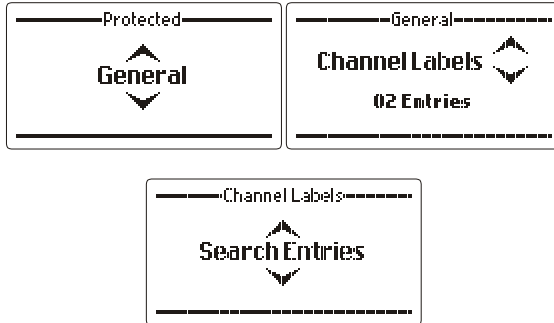 Protected
General
General
Channel Labels
02 Entries
Channel Labels
Search Entries